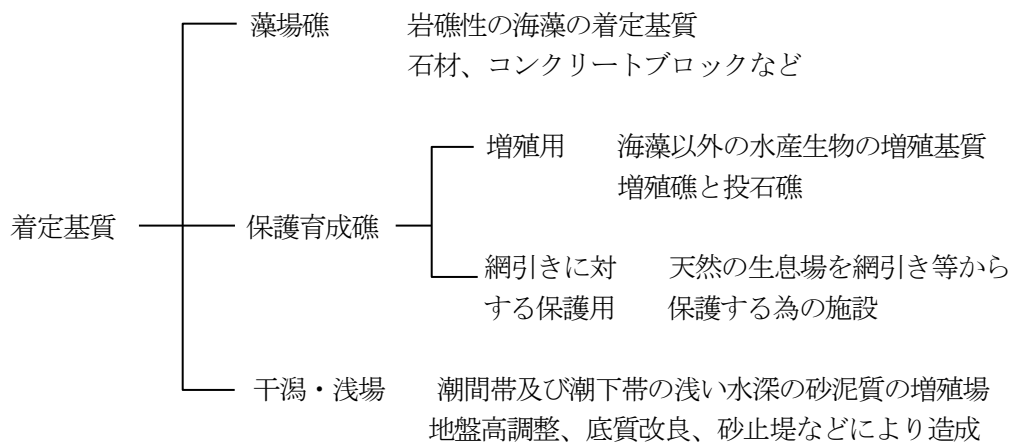 藻場礁 岩礁性の海藻の着定基質
石材、コンクリートブロックなど
増殖用 海藻以外の水産生物の増殖基質
増殖礁と投石礁
着定基質 保護育成礁
網引きに対 天然の生息場を網引き等から
する保護用 保護する為の施設
干潟・浅場 潮間帯及び潮下帯の浅い水深の砂泥質の増殖場
地盤高調整、底質改良、砂止堤などにより造成